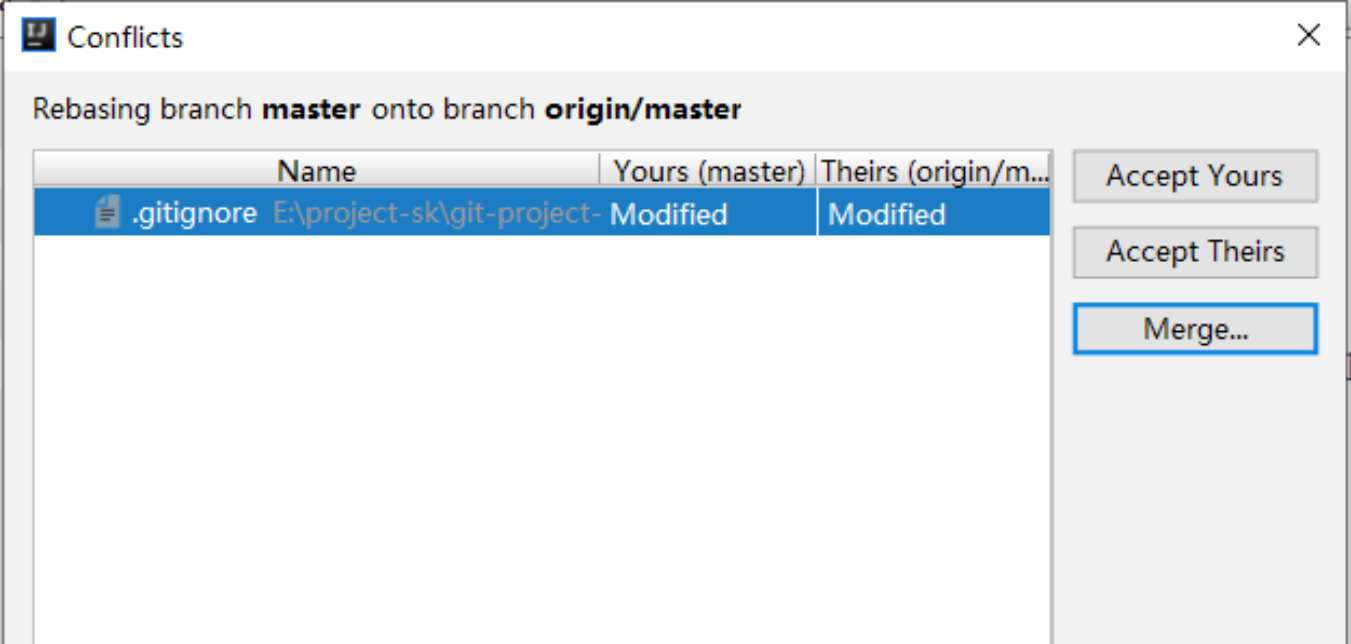 Conflicts
Rebasing branch master onto branch origin/master
Name Yours (master) Theirs (origin/m...
.gitignore E:\project-sk\git-project- Modified Modified
Accept Yours
Accept Theirs
Merge...